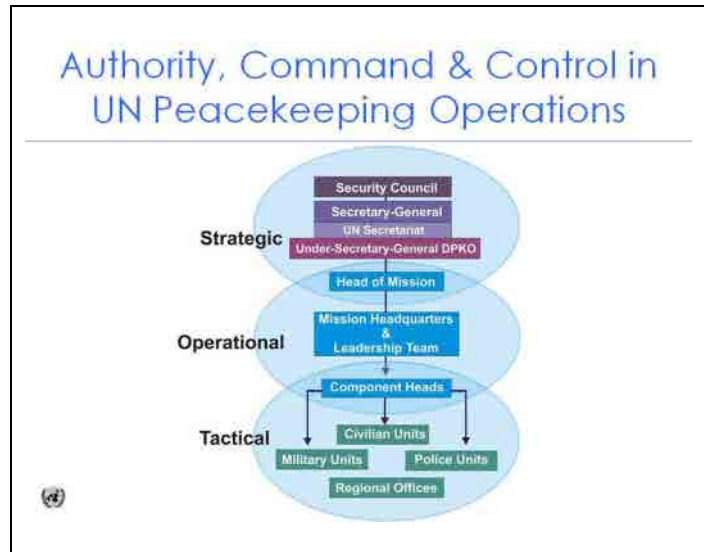 Authority, Command & Control in
UN Peacekeeping Operations
Security Council
Secretary-General
UN Secretariat
Strategic
Under-Secretary-General DPKO
Head of Mission
Mission Headquarters
&
Leadership Team
Operational
Component Heads
Tactical
Civilian Units
Military Units
Police Units
Regional Offices